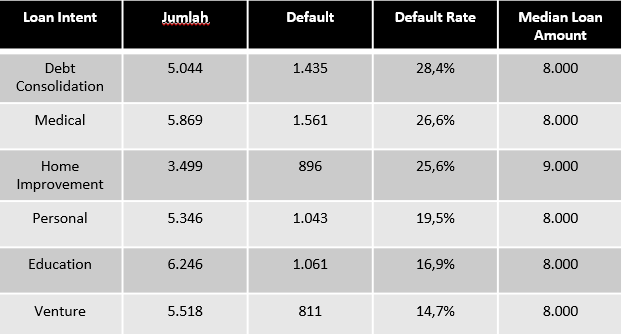 Loan Intent Jumlah Default Default Rate Median Loan
Amount
Debt
Consolidation 5.044 1.435 28,4% 8.000
Medical 5.869 1.561 26,6% 8.000
Home
Improvement 3.499 896 25,6% 9.000
Personal 5.346 1.043 19,5% 8.000
Education 6.246 1.061 16,9% 8.000
Venture 5.518 811 14,7% 8.000